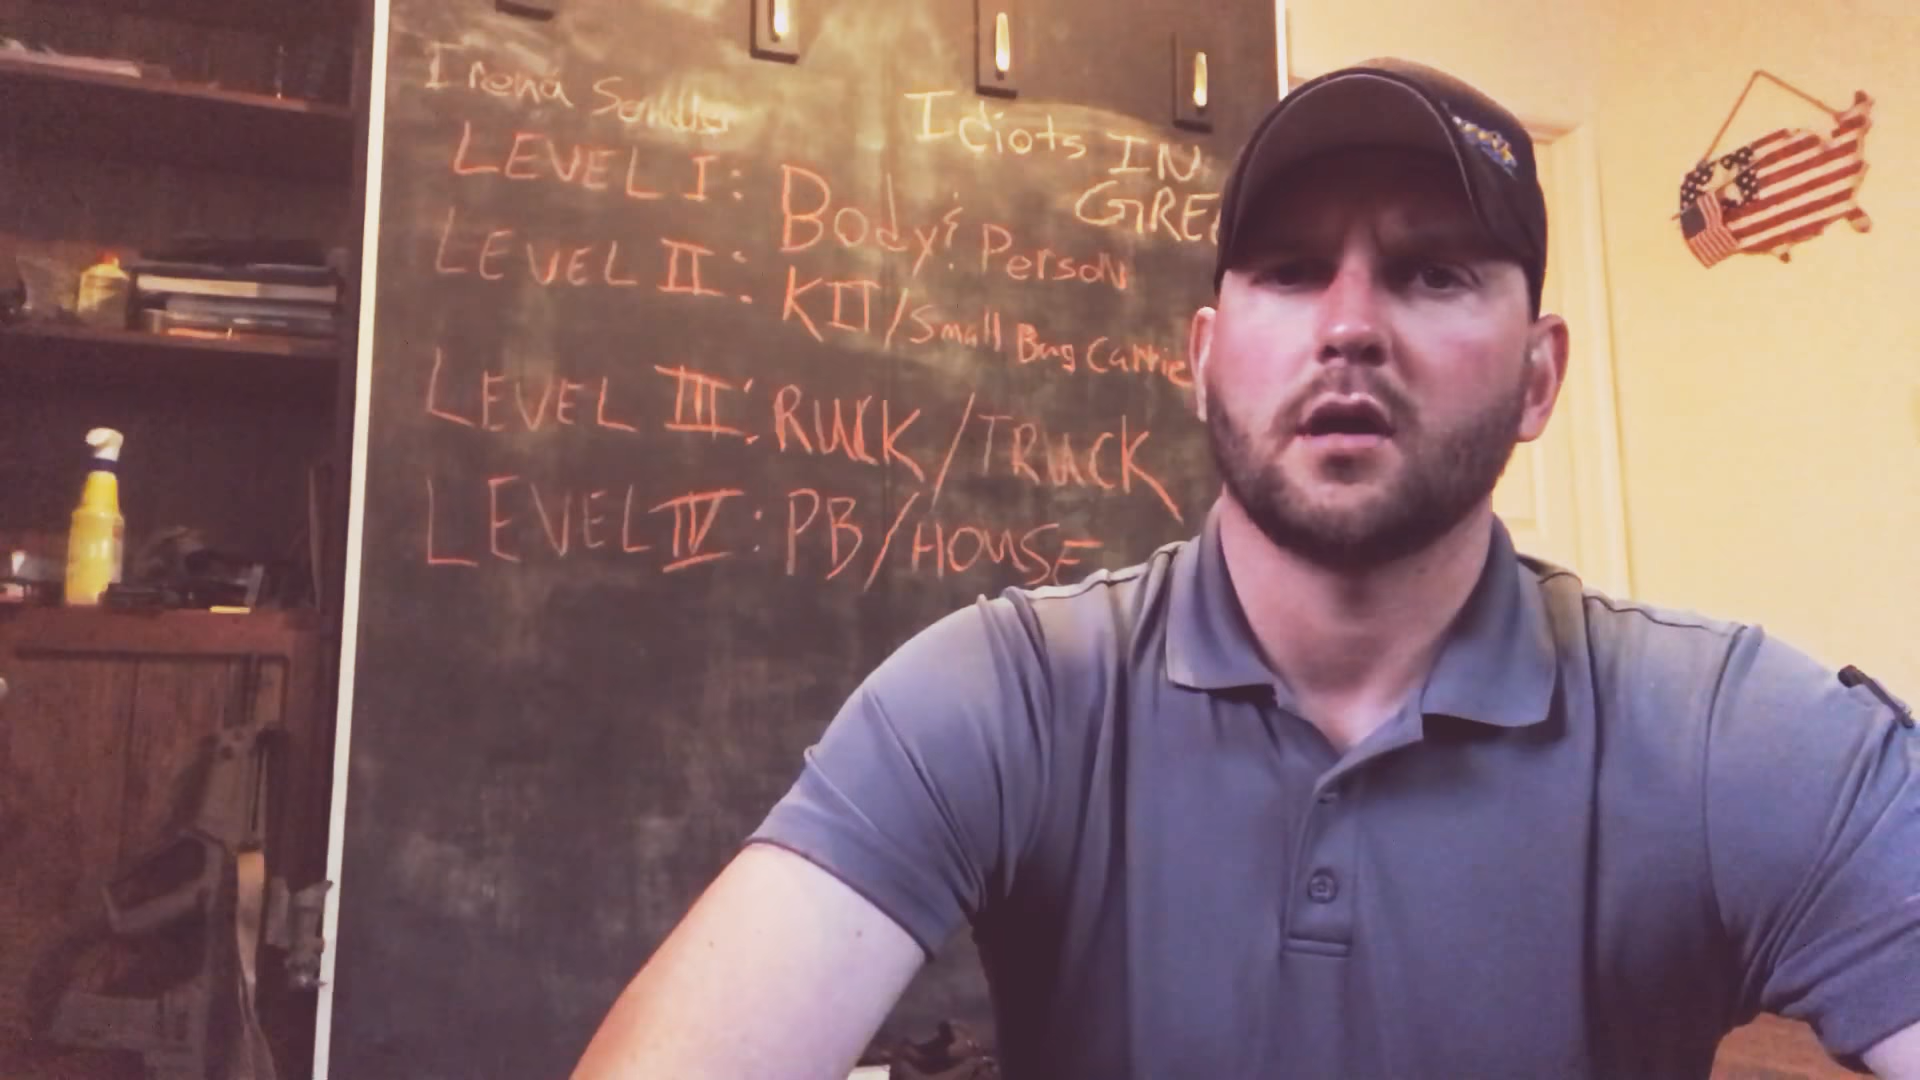 Irena Sendler
Idiots IN
GREE
LEVEL I: Body & Person
LEVEL II: KIT/Small Bag Carrie
LEVEL III: RUCK/TRUCK
LEVEL IV: PB/HOUSE